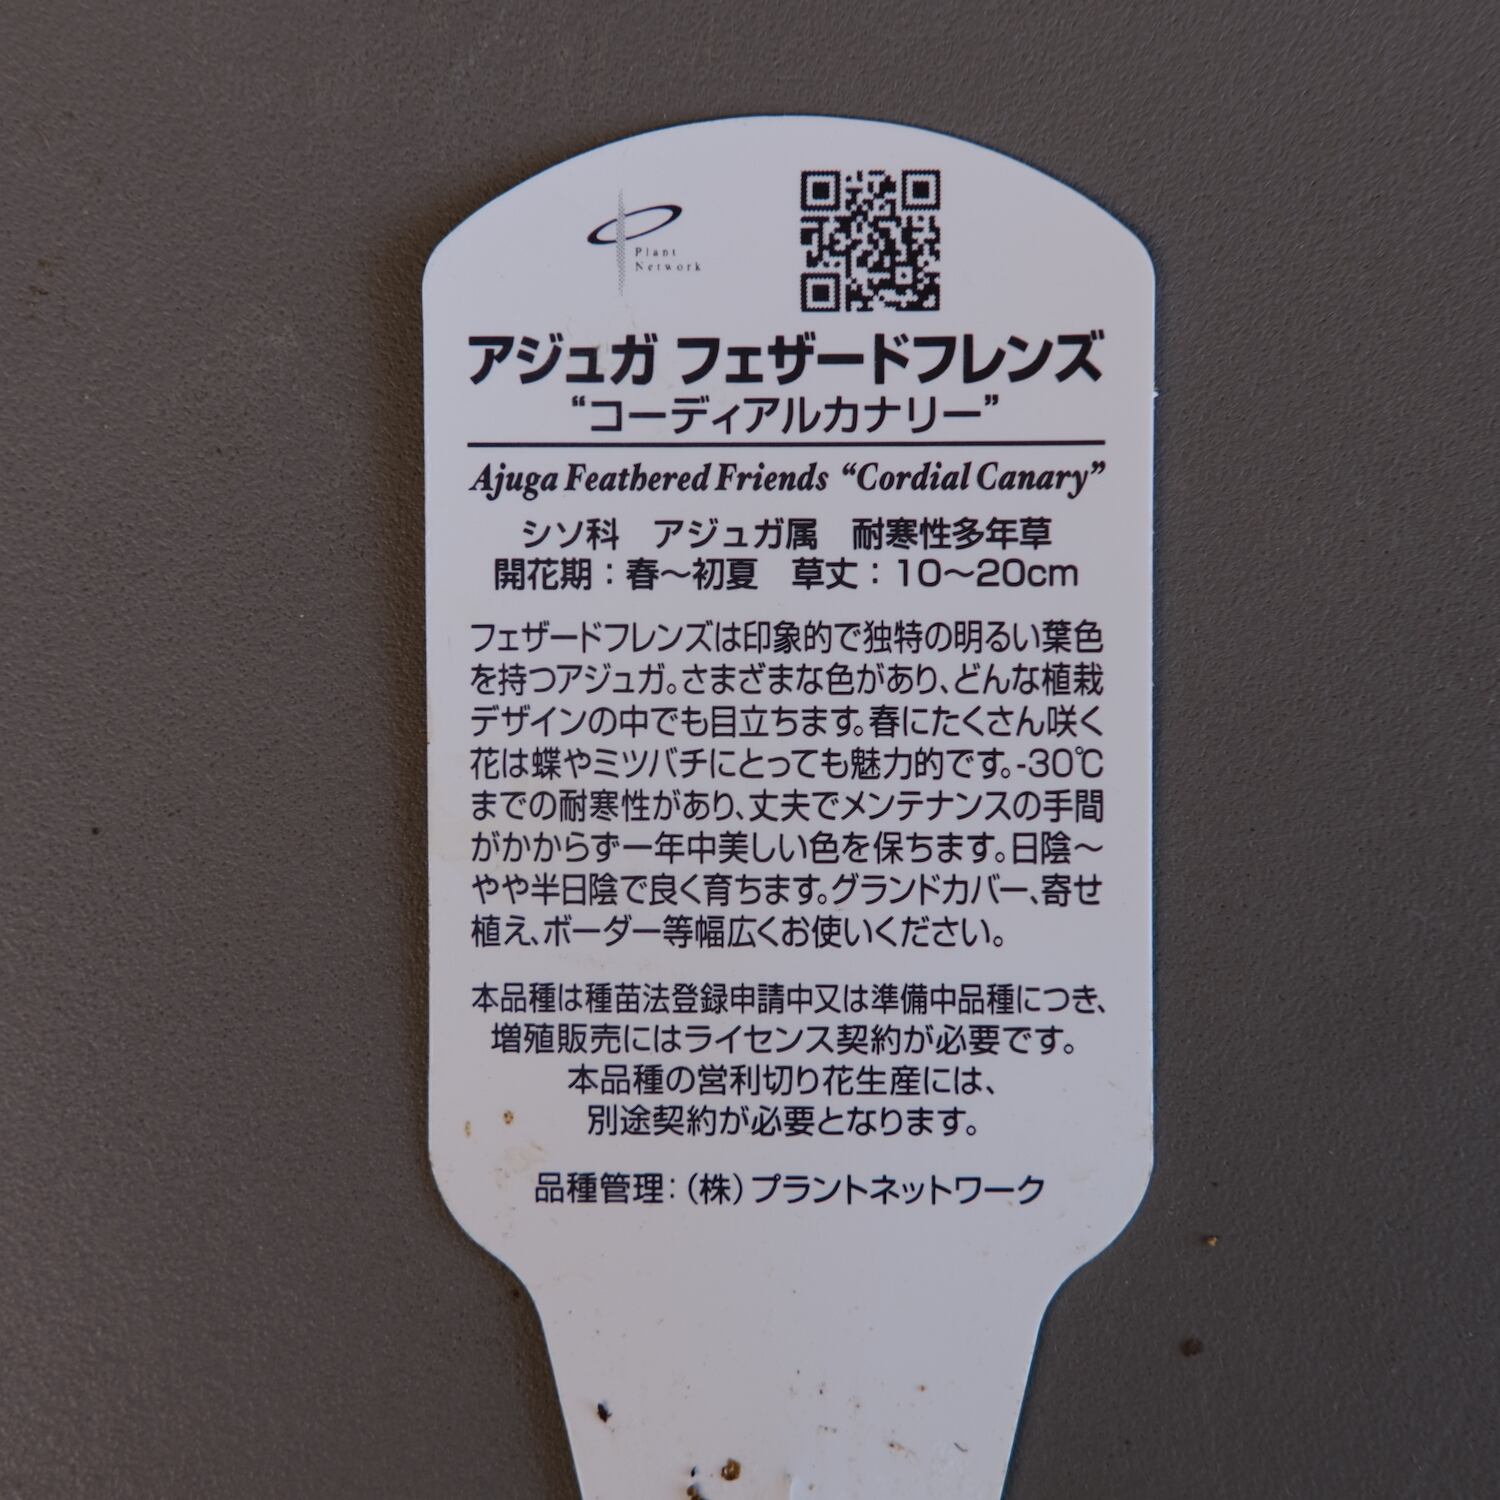 Plant
Network
アジュガ フェザードフレンズ
“コーディアルカナリー”
Ajuga Feathered Friends “Cordial Canary”
シソ科　アジュガ属　耐寒性多年草
開花期：春～初夏　草丈：10～20cm
フェザードフレンズは印象的で独特の明るい葉色
を持つアジュガ。さまざまな色があり、どんな植栽
デザインの中でも目立ちます。春にたくさん咲く
花は蝶やミツバチにとっても魅力的です。-30℃
までの耐寒性があり、丈夫でメンテナンスの手間
がかからず一年中美しい色を保ちます。日陰～
やや半日陰で良く育ちます。グランドカバー、寄せ
植え、ボーダー等幅広くお使いください。
本品種は種苗法登録申請中又は準備中品種につき、
増殖販売にはライセンス契約が必要です。
本品種の営利切り花生産には、
別途契約が必要となります。
品種管理：（株）プラントネットワーク